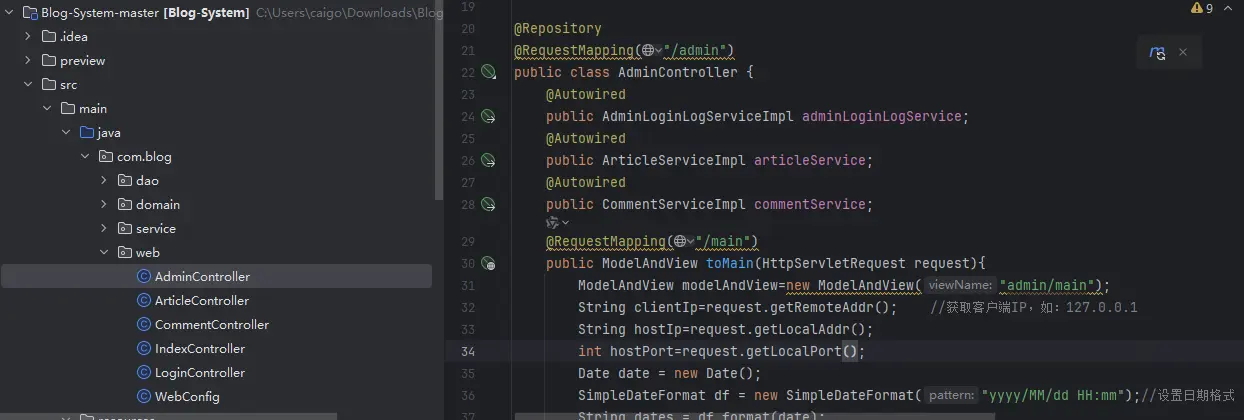 Blog-System-master [Blog-System] C:\Users\caigo\Downloads\Blog
.idea
preview
src
main
java
com.blog
dao
domain
service
web
AdminController
ArticleController
CommentController
IndexController
LoginController
WebConfig
9
19
20 @Repository
21 @RequestMapping("/admin")
22 public class AdminController {
23 @Autowired
24 public AdminLoginLogServiceImpl adminLoginLogService;
25 @Autowired
26 public ArticleServiceImpl articleService;
27 @Autowired
28 public CommentServiceImpl commentService;
29 @RequestMapping("/main")
30 public ModelAndView toMain(HttpServletRequest request){
31 ModelAndView modelAndView=new ModelAndView( viewName: "admin/main");
32 String clientIp=request.getRemoteAddr(); //获取客户端IP，如：127.0.0.1
33 String hostIp=request.getLocalAddr();
34 int hostPort=request.getLocalPort();
35 Date date = new Date();
36 SimpleDateFormat df = new SimpleDateFormat( pattern: "yyyy/MM/dd HH:mm");//设置日期格式
37 String dates = df.format(date);